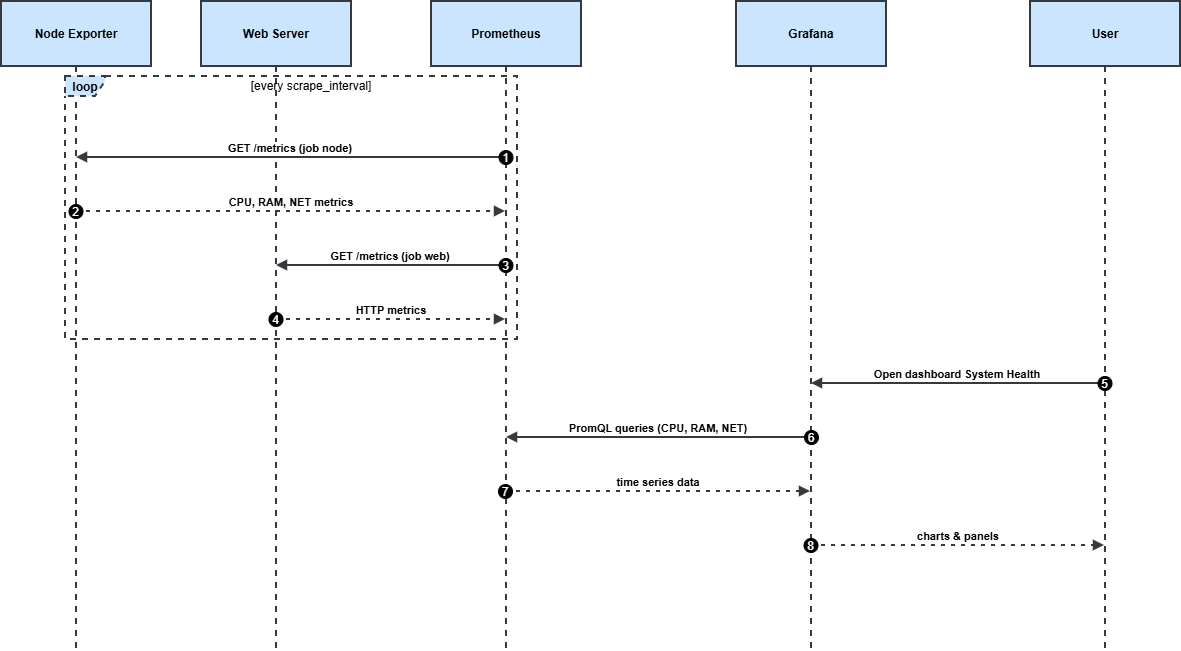 Node Exporter
Web Server
Prometheus
Grafana
User
loop
[every scrape_interval]
GET /metrics (job node)
1
CPU, RAM, NET metrics
2
GET /metrics (job web)
3
HTTP metrics
4
Open dashboard System Health
5
PromQL queries (CPU, RAM, NET)
6
time series data
7
charts & panels
8